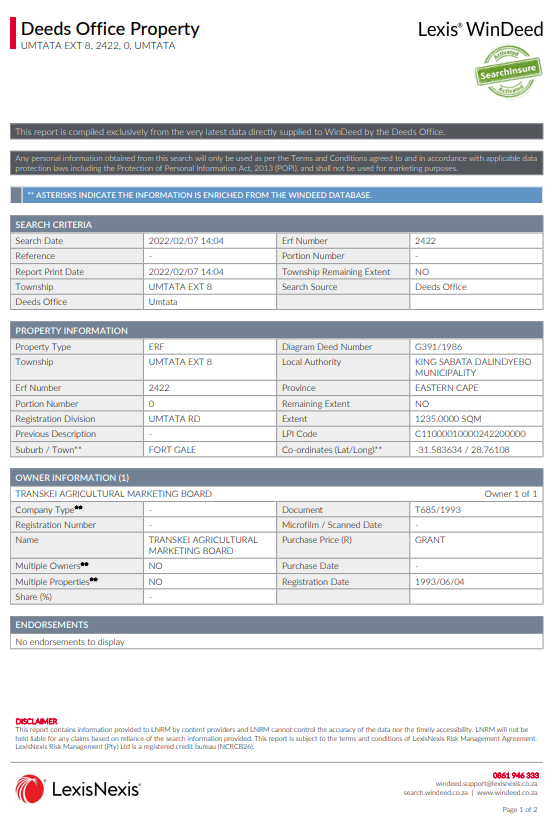 Deeds Office Property
UMTATA EXT 8, 2422, 0, UMTATA
Lexis® WinDeed
Activated
SearchInsure
Activated
This report is compiled exclusively from the very latest data directly supplied to WinDeed by the Deeds Office.
Any personal information obtained from this search will only be used as per the Terms and Conditions agreed to and in accordance with applicable data
protection laws including the Protection of Personal Information Act, 2013 (POPI), and shall not be used for marketing purposes.
** ASTERISKS INDICATE THE INFORMATION IS ENRICHED FROM THE WINDEED DATABASE.
SEARCH CRITERIA
Search Date 2022/02/07 14:04 Erf Number 2422
Reference - Portion Number -
Report Print Date 2022/02/07 14:04 Township Remaining Extent NO
Township UMTATA EXT 8 Search Source Deeds Office
Deeds Office Umtata
PROPERTY INFORMATION
Property Type ERF Diagram Deed Number G391/1986
Township UMTATA EXT 8 Local Authority KING SABATA DALINDYEBO
MUNICIPALITY
Erf Number 2422 Province EASTERN CAPE
Portion Number 0 Remaining Extent NO
Registration Division UMTATA RD Extent 1235.0000 SQM
Previous Description - LPI Code C11000010000242200000
Suburb / Town** FORT GALE Co-ordinates (Lat/Long)** -31.583634 / 28.76108
OWNER INFORMATION (1)
TRANSKEI AGRICULTURAL MARKETING BOARD Owner 1 of 1
Company Type** - Document T685/1993
Registration Number - Microfilm / Scanned Date -
Name TRANSKEI AGRICULTURAL Purchase Price (R) GRANT
MARKETING BOARD
Multiple Owners** NO Purchase Date -
Multiple Properties** NO Registration Date 1993/06/04
Share (%) -
ENDORSEMENTS
No endorsements to display
DISCLAIMER
This report contains information provided to LNRM by content providers and LNRM cannot control the accuracy of the data nor the timely accessibility. LNRM will not be
held liable for any claims based on reliance of the search information provided. This report is subject to the terms and conditions of LexisNexis Risk Management Agreement.
LexisNexis Risk Management (Pty) Ltd is a registered credit bureau (NCRCB26).
LexisNexis®
0861 946 333
windeed.support@lexisnexis.co.za
search.windeed.co.za | www.windeed.co.za
Page 1 of 2